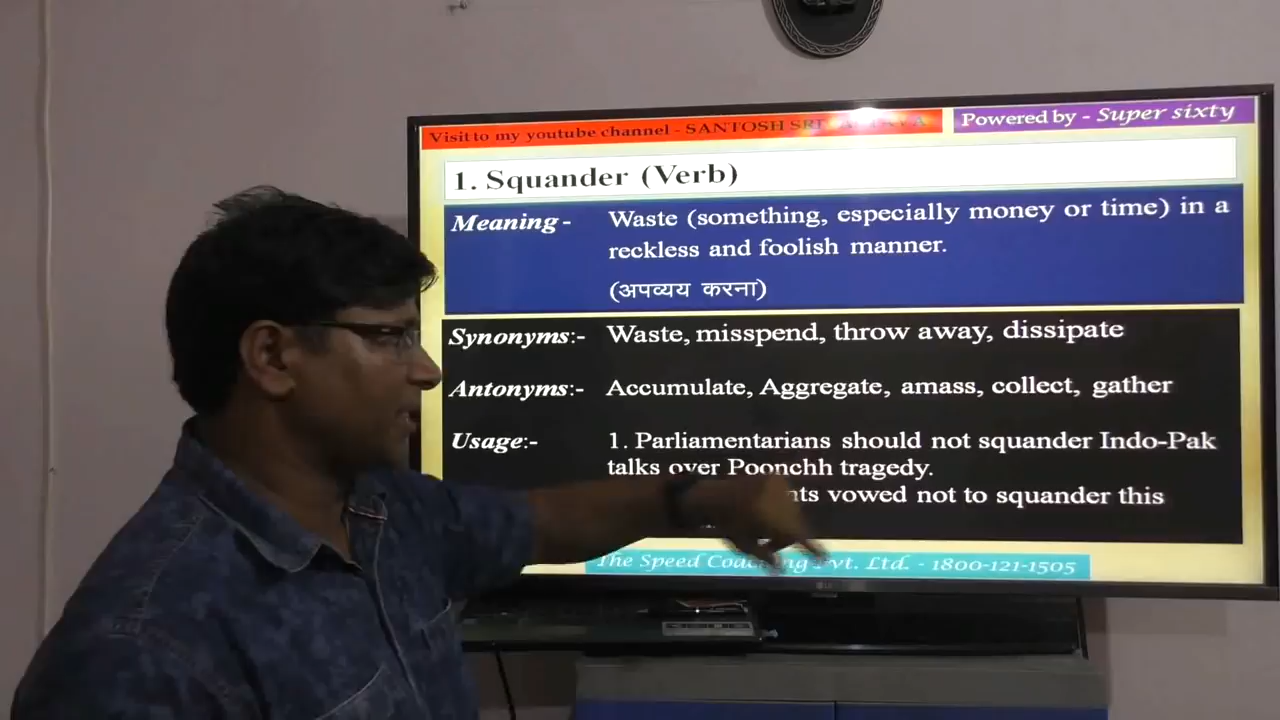 Visit to my youtube channel - SANTOSH
Powered by - Super sixty
1. Squander (Verb)
Meaning - Waste (something, especially money or time) in a
reckless and foolish manner.
(अपव्यय करना)
Synonyms:- Waste, misspend, throw away, dissipate
Antonyms:- Accumulate, Aggregate, amass, collect, gather
Usage:- 1. Parliamentarians should not squander Indo-Pak
talks over Poonchh tragedy.
vowed not to squander this
The Speed Coaching Pvt. Ltd. - 1800-121-1505
LG